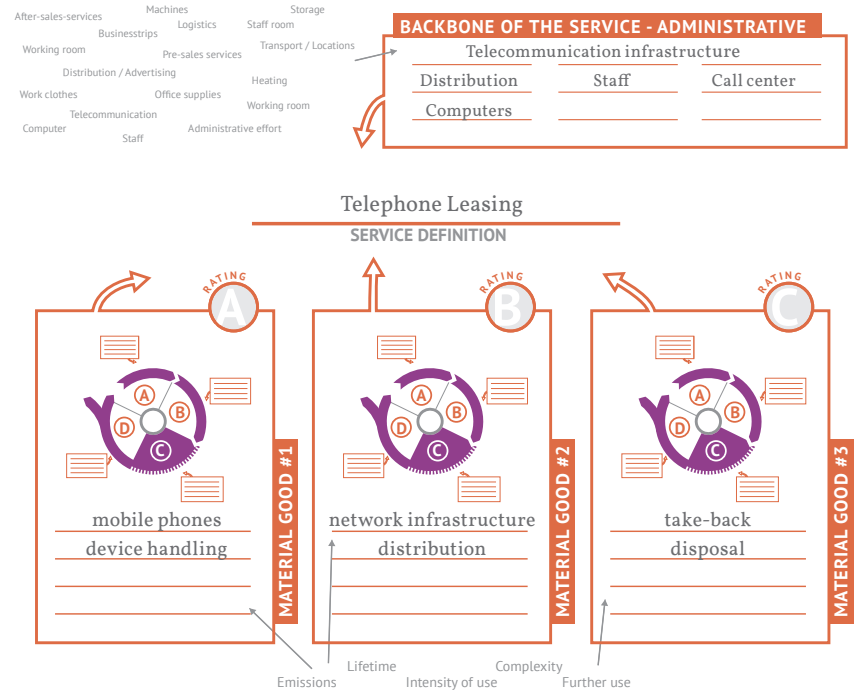 After-sales-services
Machines
Storage
Businesstrips
Logistics
Staff room
Working room
Pre-sales services
Transport / Locations
Distribution / Advertising
Heating
Work clothes
Office supplies
Working room
Telecommunication
Computer
Administrative effort
Staff
BACKBONE OF THE SERVICE - ADMINISTRATIVE
Telecommunication infrastructure
Distribution
Staff
Call center
Computers
Telephone Leasing
SERVICE DEFINITION
RATING
A
A
B
C
D
mobile phones
device handling
MATERIAL GOOD #1
RATING
B
A
B
C
D
network infrastructure
distribution
MATERIAL GOOD #2
RATING
C
A
B
C
D
take-back
disposal
MATERIAL GOOD #3
Emissions
Lifetime
Intensity of use
Complexity
Further use